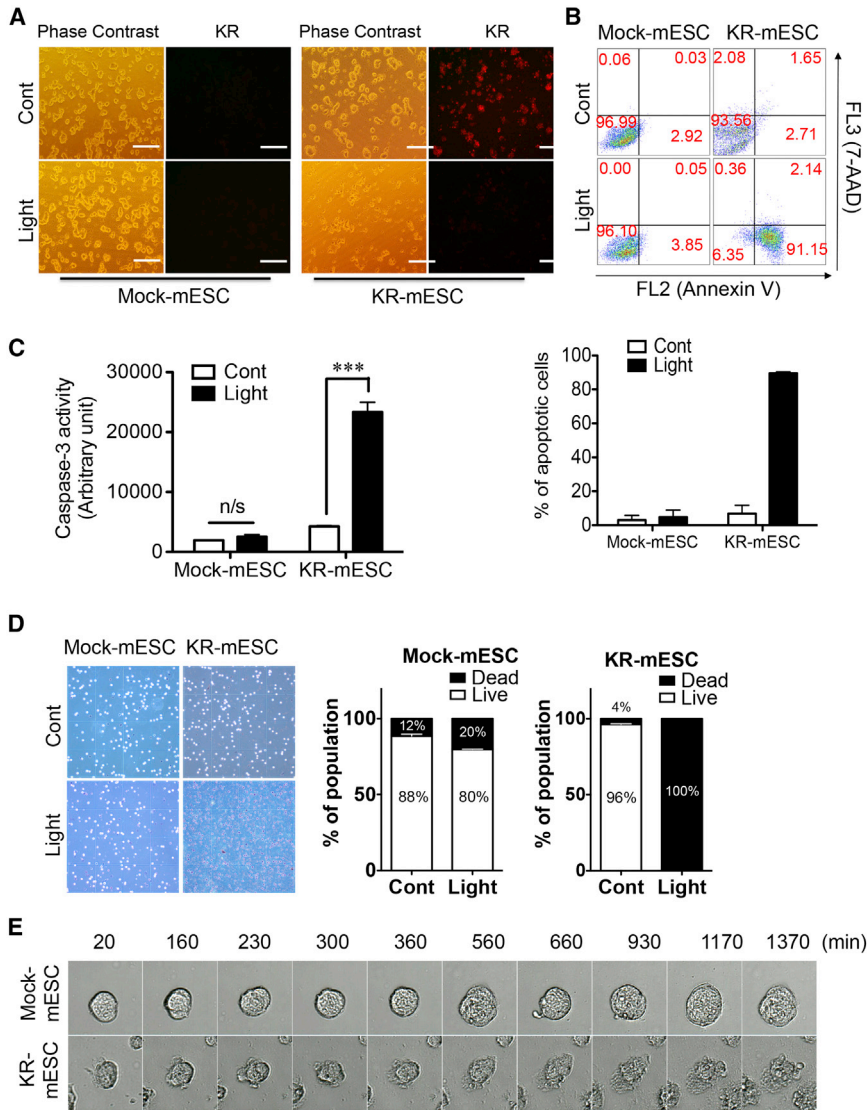 A
Phase Contrast KR Phase Contrast KR
Cont
Light
Mock-mESC KR-mESC
B
Mock-mESC KR-mESC
Cont
0.06 0.03 2.08 1.65
96.99 2.92 93.56 2.71
Light
0.00 0.05 0.36 2.14
96.10 3.85 6.35 91.15
FL3 (7-AAD)
FL2 (Annexin V)
C
Caspase-3 activity
(Arbitrary unit)
30000
20000
10000
0
Cont
Light
n/s
***
Mock-mESC KR-mESC
% of apoptotic cells
100
80
60
40
20
0
Cont
Light
Mock-mESC KR-mESC
D
Mock-mESC KR-mESC
Cont
Light
Mock-mESC
Dead
Live
% of population
100
50
0
12% 20%
88% 80%
Cont Light
KR-mESC
Dead
Live
% of population
100
50
0
4%
96% 100%
Cont Light
E
20 160 230 300 360 560 660 930 1170 1370 (min)
Mock-
mESC
KR-
mESC